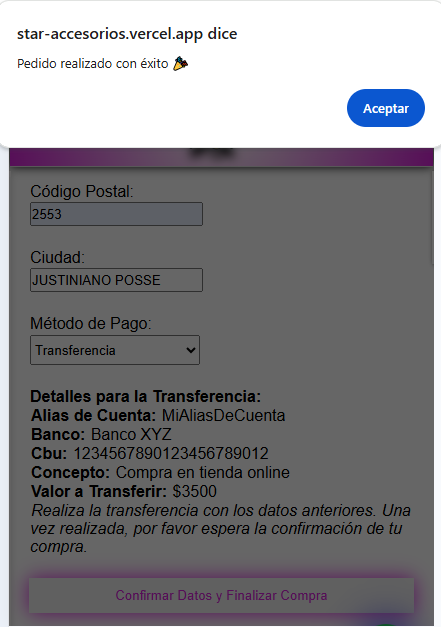 star-accesorios.vercel.app dice
Pedido realizado con éxito 🎉
Aceptar
Código Postal:
2553
Ciudad:
JUSTINIANO POSSE
Método de Pago:
Transferencia
Detalles para la Transferencia:
Alias de Cuenta: MiAliasDeCuenta
Banco: Banco XYZ
Cbu: 1234567890123456789012
Concepto: Compra en tienda online
Valor a Transferir: $3500
Realiza la transferencia con los datos anteriores. Una
vez realizada, por favor espera la confirmación de tu
compra.
Confirmar Datos y Finalizar Compra